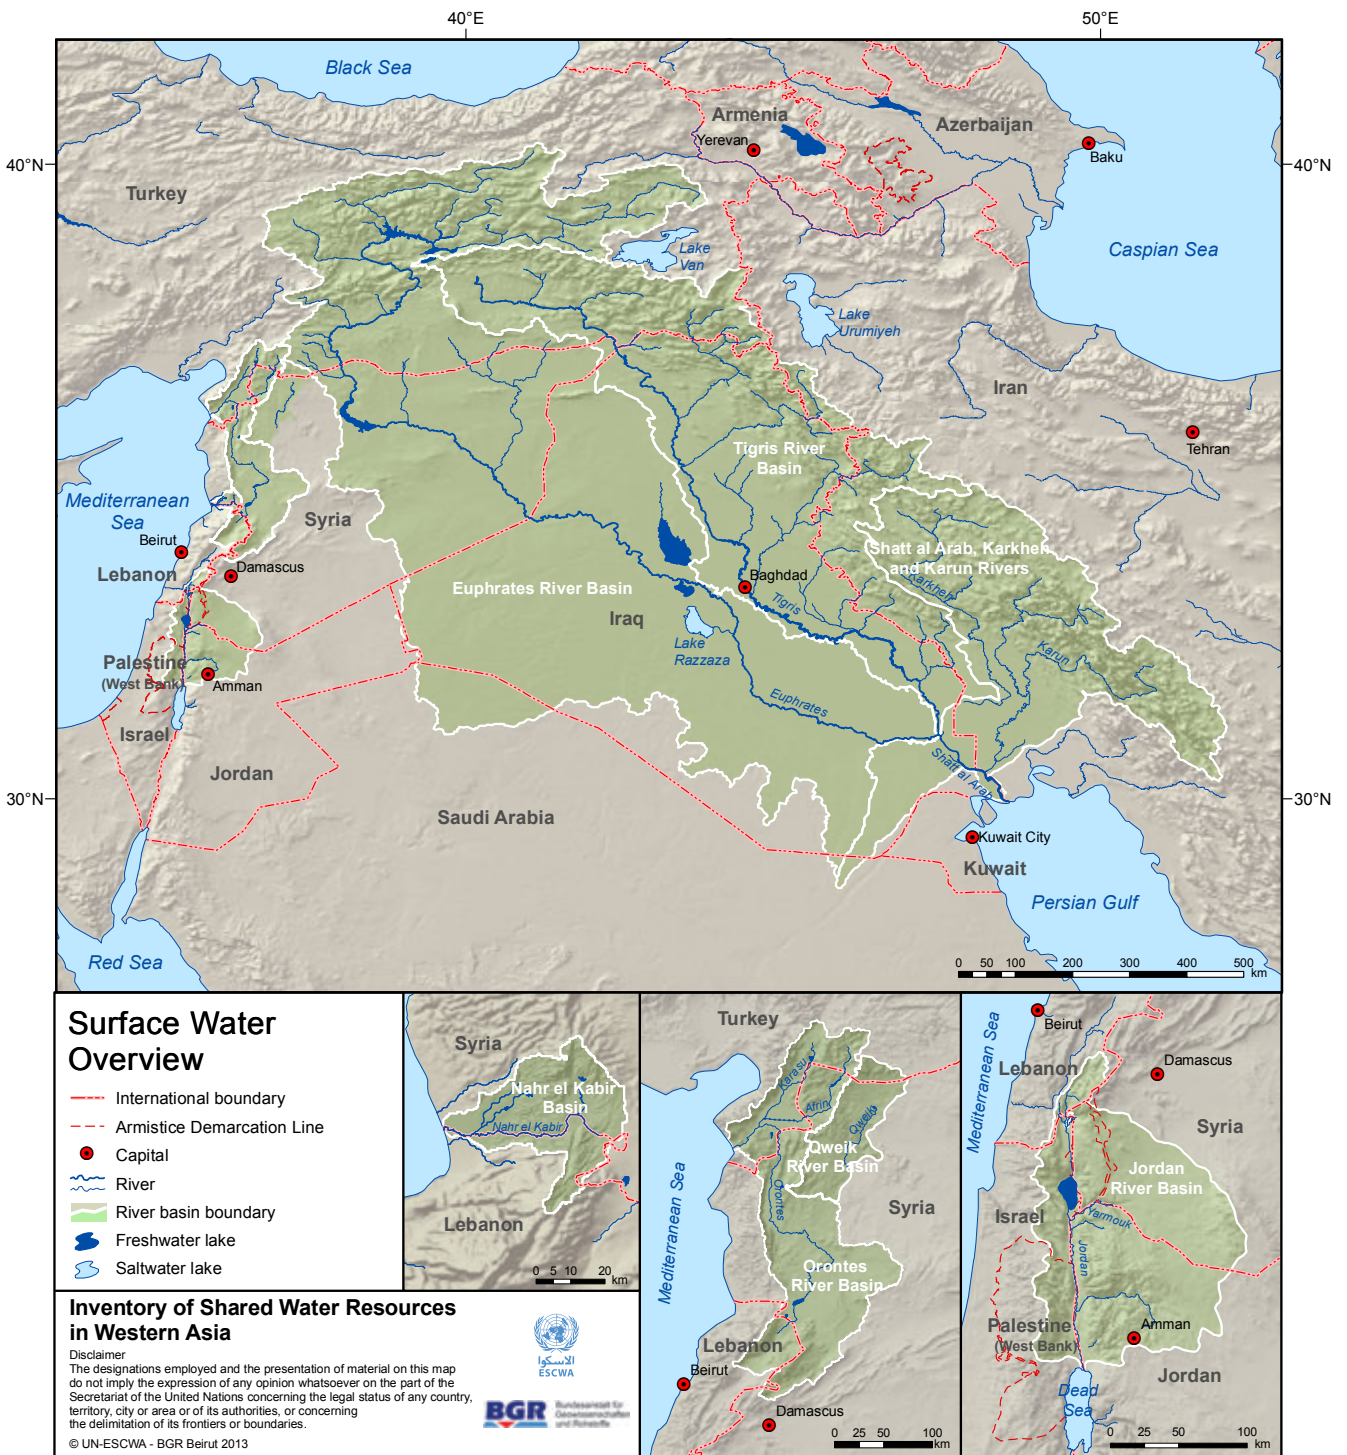 40°E
50°E
Black Sea
Armenia
Azerbaijan
Yerevan
Baku
40°N
40°N
Turkey
Lake
Van
Caspian Sea
Lake
Urumiyeh
Iran
Tehran
Tigris River
Basin
Mediterranean
Sea
Syria
Beirut
Shatt al Arab, Karkheh
and Karun Rivers
Lebanon
Damascus
Baghdad
Karkheh
Euphrates River Basin
Tigris
Iraq
Lake
Razzaza
Karun
Palestine
(West Bank)
Amman
Euphrates
Israel
Shatt al Arab
Jordan
30°N
30°N
Saudi Arabia
Kuwait City
Kuwait
Persian Gulf
Red Sea
0 50 100 200 300 400 500
km
Surface Water
Overview
International boundary
Armistice Demarcation Line
Capital
River
River basin boundary
Freshwater lake
Saltwater lake
Syria
Nahr el Kabir
Basin
Nahr el Kabir
Lebanon
0 5 10 20
km
Turkey
Karasu
Afrin
Qweik
Qweik
River Basin
Orontes
Mediterranean Sea
Syria
Orontes
River Basin
Lebanon
Beirut
Damascus
0 25 50 100
km
Beirut
Mediterranean Sea
Lebanon
Damascus
Syria
Jordan
River Basin
Israel
Yarmouk
Jordan
Palestine
(West Bank)
Amman
Jordan
Dead
Sea
0 25 50 100
km
Inventory of Shared Water Resources
in Western Asia
Disclaimer
The designations employed and the presentation of material on this map
do not imply the expression of any opinion whatsoever on the part of the
Secretariat of the United Nations concerning the legal status of any country,
territory, city or area or of its authorities, or concerning
the delimitation of its frontiers or boundaries.
© UN-ESCWA - BGR Beirut 2013
الاسكوا
ESCWA
BGR
Bundesanstalt für
Geowissenschaften
und Rohstoffe